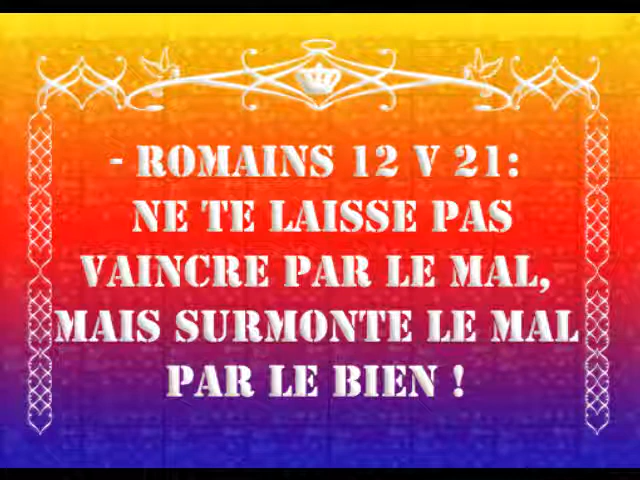 - ROMAINS 12 V 21:
NE TE LAISSE PAS
VAINCRE PAR LE MAL,
MAIS SURMONTE LE MAL
PAR LE BIEN !